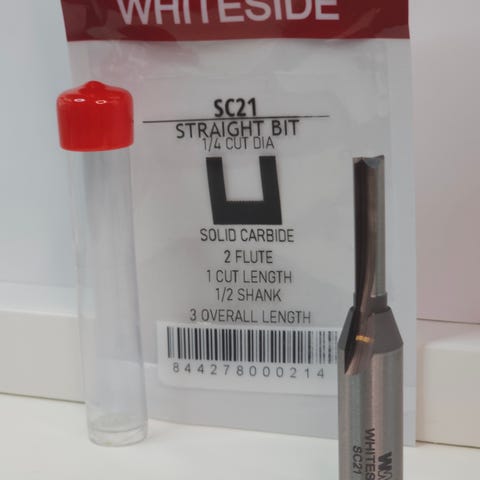 WHITESIDE
SC21
STRAIGHT BIT
1/4 CUT DIA
SOLID CARBIDE
2 FLUTE
1 CUT LENGTH
1/2 SHANK
3 OVERALL LENGTH
844278000214
WHITESIDE
SC21